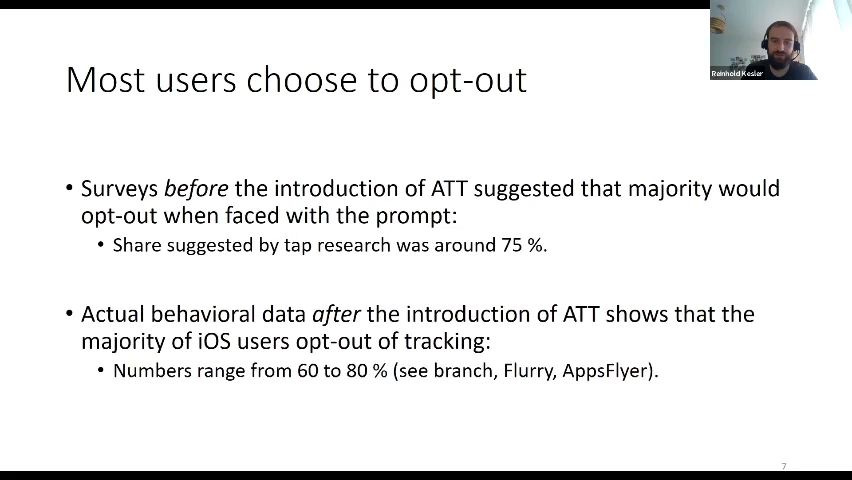 Reinhold Kesler
Most users choose to opt-out
• Surveys before the introduction of ATT suggested that majority would
opt-out when faced with the prompt:
• Share suggested by tap research was around 75 %.
• Actual behavioral data after the introduction of ATT shows that the
majority of iOS users opt-out of tracking:
• Numbers range from 60 to 80 % (see branch, Flurry, AppsFlyer).
7